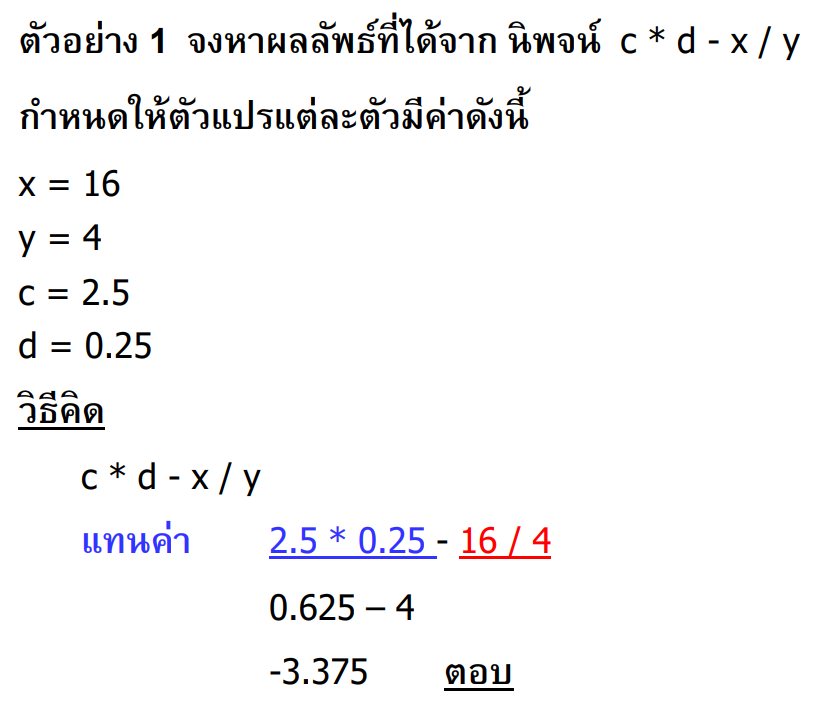 ตัวอย่าง 1 จงหาผลลัพธ์ที่ได้จาก นิพจน์ c * d - x / y
กำหนดให้ตัวแปรแต่ละตัวมีค่าดังนี้
x = 16
y = 4
c = 2.5
d = 0.25
วิธีคิด
c * d - x / y
แทนค่า 2.5 * 0.25 - 16 / 4
0.625 – 4
-3.375 ตอบ